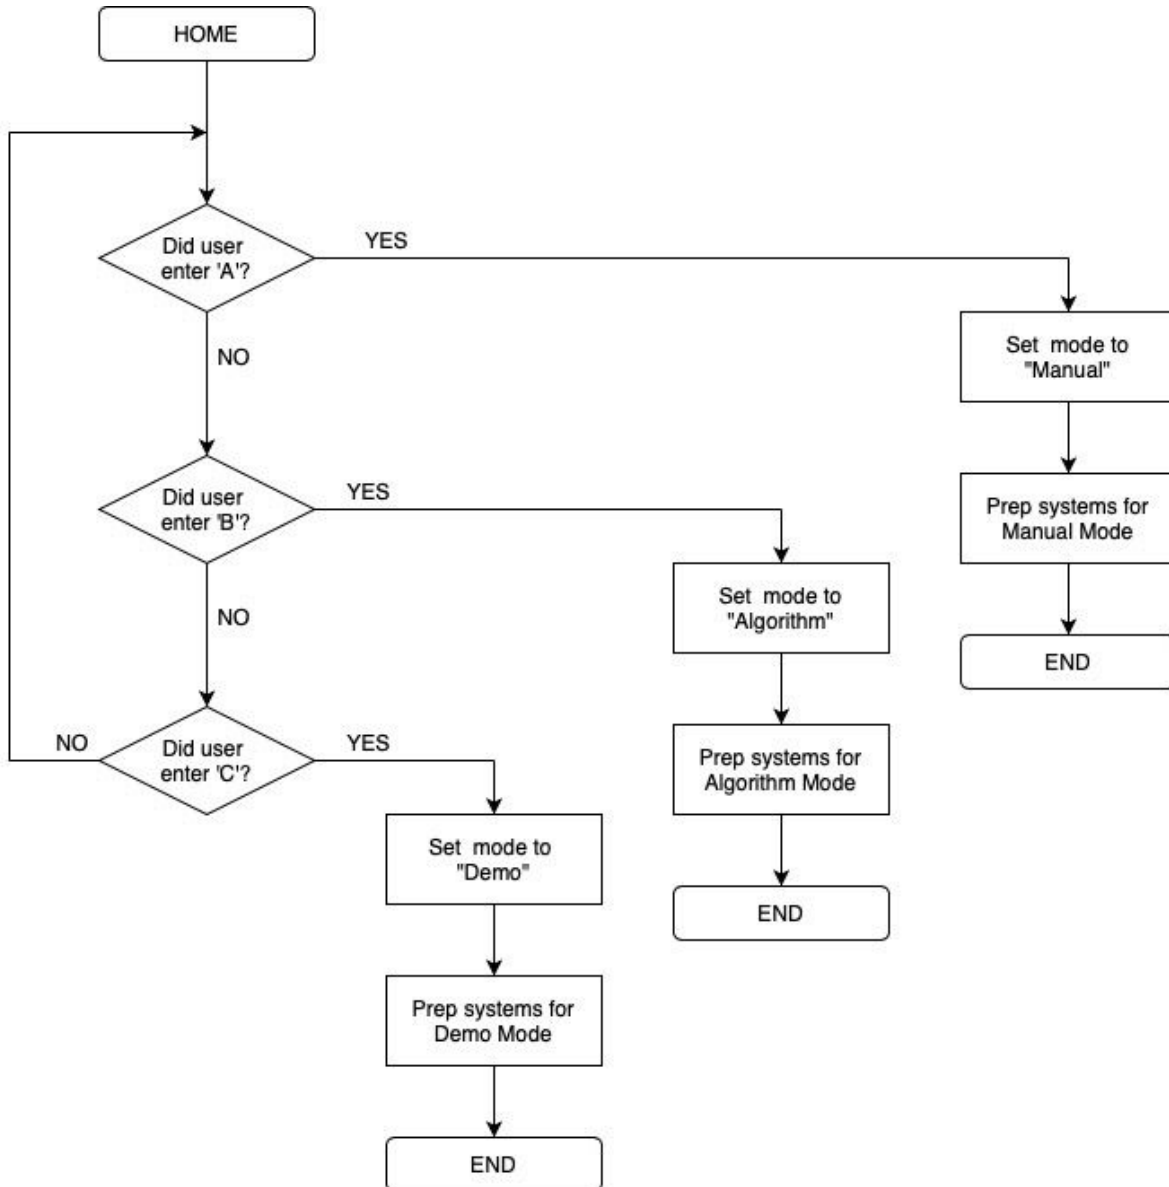 HOME
Did user
enter 'A'?
YES
NO
Set  mode to
"Manual"
Prep systems for
Manual Mode
END
Did user
enter 'B'?
YES
NO
Set  mode to
"Algorithm"
Prep systems for
Algorithm Mode
END
Did user
enter 'C'?
NO
YES
Set  mode to
"Demo"
Prep systems for
Demo Mode
END